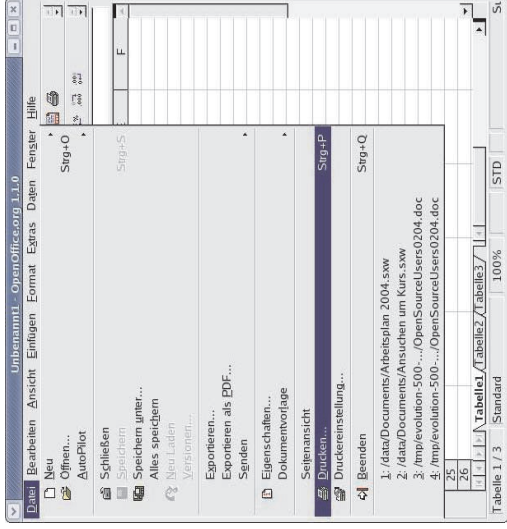 Unbenannt1 - OpenOffice.org 1.1.0
Datei Bearbeiten Ansicht Einfügen Format Extras Daten Fenster Hilfe
Neu
Öffnen... Strg+O
AutoPilot
Schließen
Speichern Strg+S
Speichern unter...
Alles speichern
Neu Laden
Versionen...
Exportieren...
Exportieren als PDF...
Senden
Eigenschaften...
Dokumentvorlage
Seitenansicht
Drucken... Strg+P
Druckereinstellung...
Beenden Strg+Q
1: /data/Documents/Arbeitsplan 2004.sxw
2: /data/Documents/Ansuchen um Kurs.sxw
3: /tmp/evolution-500-.../OpenSourceUsers0204.doc
4: /tmp/evolution-500-.../OpenSourceUsers0204.doc
F
25
26
Tabelle1 Tabelle2 Tabelle3
Tabelle 1 / 3 Standard 100% STD